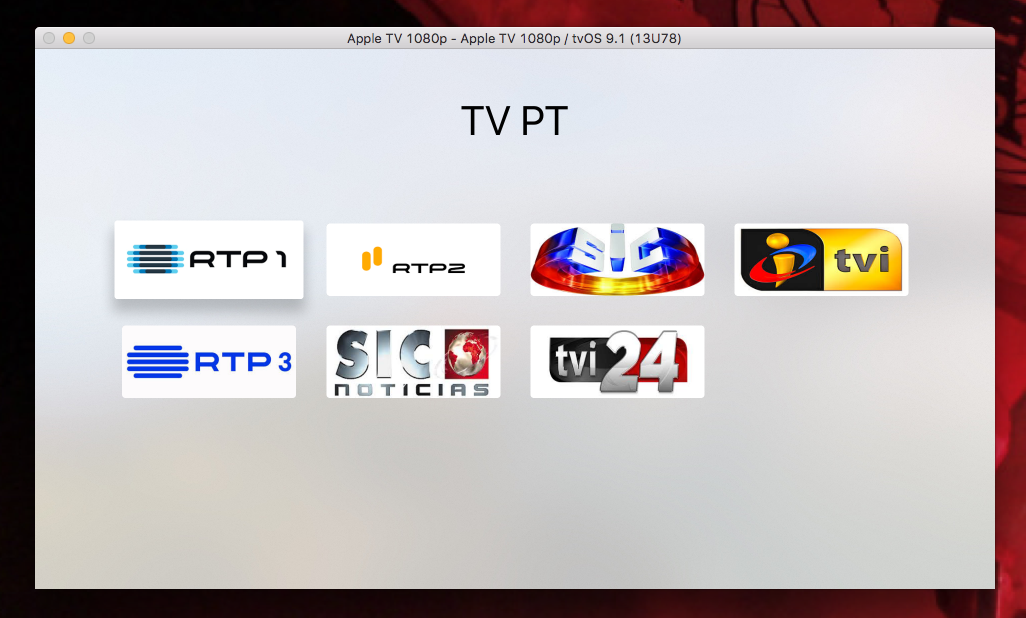 Apple TV 1080p - Apple TV 1080p / tvOS 9.1 (13U78)
TV PT
RTP 1
RTP2
SIC
tvi
RTP 3
SIC
NOTÍCIAS
tvi 24